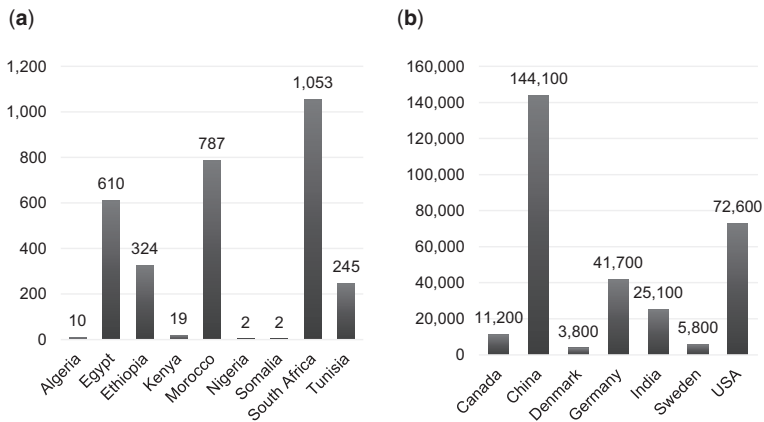 (a)
1,200
1,000
800
600
400
200
0
10
610
324
19
787
2
2
1,053
245
Algeria
Egypt
Ethiopia
Kenya
Morocco
Nigeria
Somalia
South Africa
Tunisia
(b)
160,000
140,000
120,000
100,000
80,000
60,000
40,000
20,000
0
11,200
144,100
3,800
41,700
25,100
5,800
72,600
Canada
China
Denmark
Germany
India
Sweden
USA